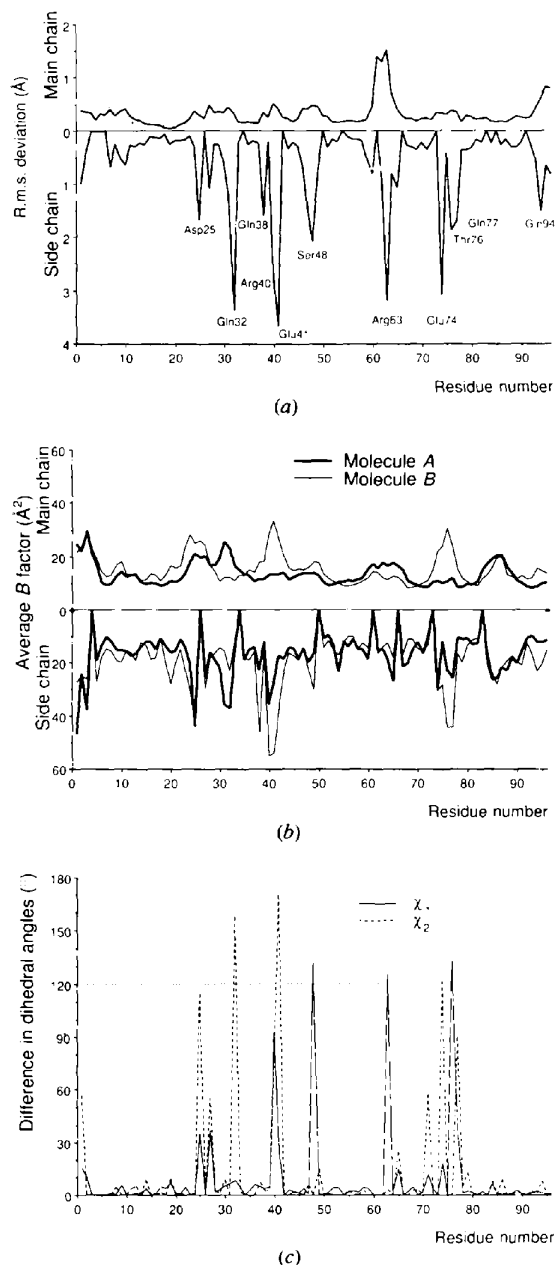 R.m.s. deviation (Å)
Main chain
Side chain
2
1
0
1
2
3
4
Asp25
Gln32
Gln38
Arg40
Glu41
Ser48
Arg63
Glu74
Thr76
Gln77
Gln94
0 10 20 30 40 50 60 70 80 90
Residue number
(a)
Average B factor (Å²)
Main chain
Side chain
60
40
20
0
20
40
60
Molecule A
Molecule B
0 10 20 30 40 50 60 70 80 90
Residue number
(b)
Difference in dihedral angles (°)
180
150
120
90
60
30
0
χ₁
χ₂
0 10 20 30 40 50 60 70 80 90
Residue number
(c)